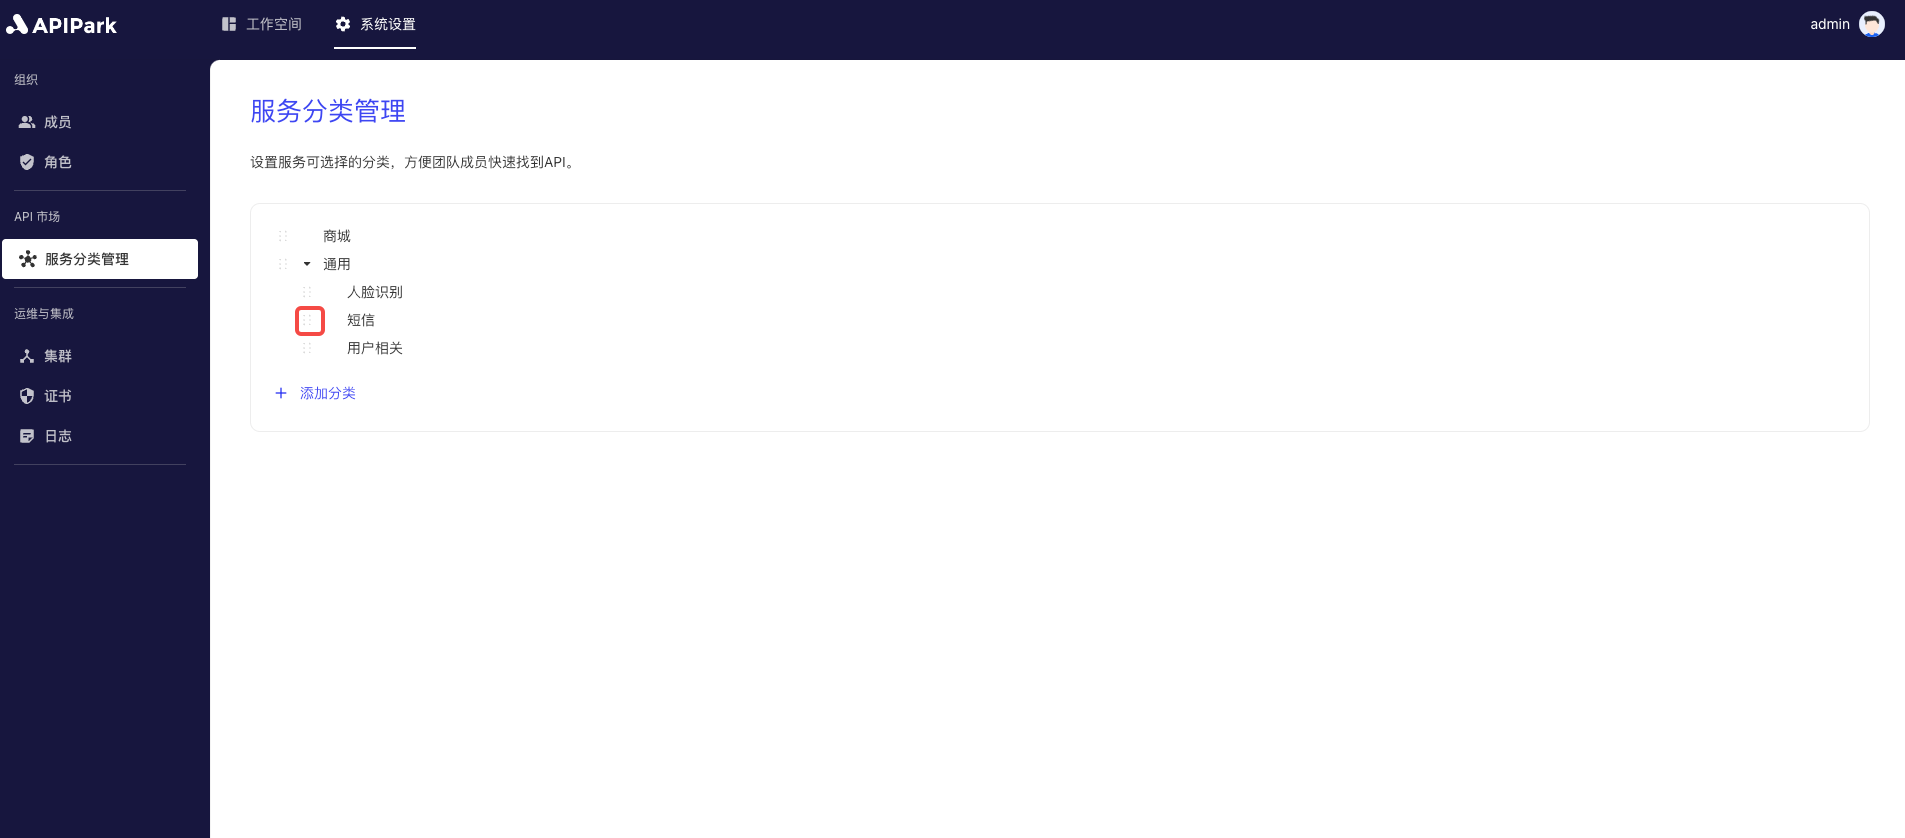 APIPark
工作空间
系统设置
admin
组织
成员
角色
API 市场
服务分类管理
运维与集成
集群
证书
日志
服务分类管理
设置服务可选择的分类，方便团队成员快速找到API。
商城
通用
人脸识别
短信
用户相关
添加分类